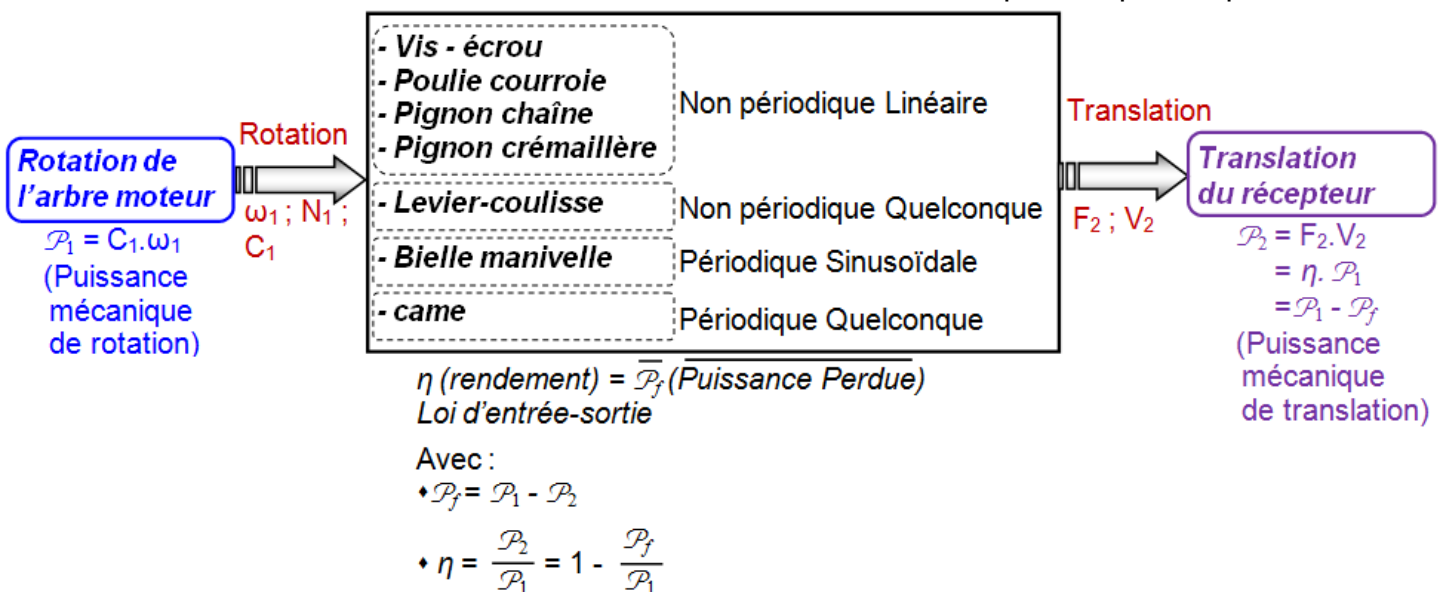 Rotation de
l'arbre moteur
𝒫₁ = C₁.ω₁
(Puissance
mécanique
de rotation)
Rotation
ω₁ ; N₁ ;
C₁
- Vis - écrou
- Poulie courroie
- Pignon chaîne
- Pignon crémaillère
Non périodique Linéaire
- Levier-coulisse
Non périodique Quelconque
- Bielle manivelle
Périodique Sinusoïdale
- came
Périodique Quelconque
Translation
F₂ ; V₂
Translation
du récepteur
𝒫₂ = F₂.V₂
= η. 𝒫₁
=𝒫₁ - 𝒫f
(Puissance
mécanique
de translation)
η (rendement) = 𝒫̅f (P̅u̅i̅s̅s̅a̅n̅c̅e̅ ̅P̅e̅r̅d̅u̅e̅)
Loi d'entrée-sortie
Avec :
♦𝒫f = 𝒫₁ - 𝒫₂
♦ η = 𝒫₂/𝒫₁ = 1 - 𝒫f/𝒫₁